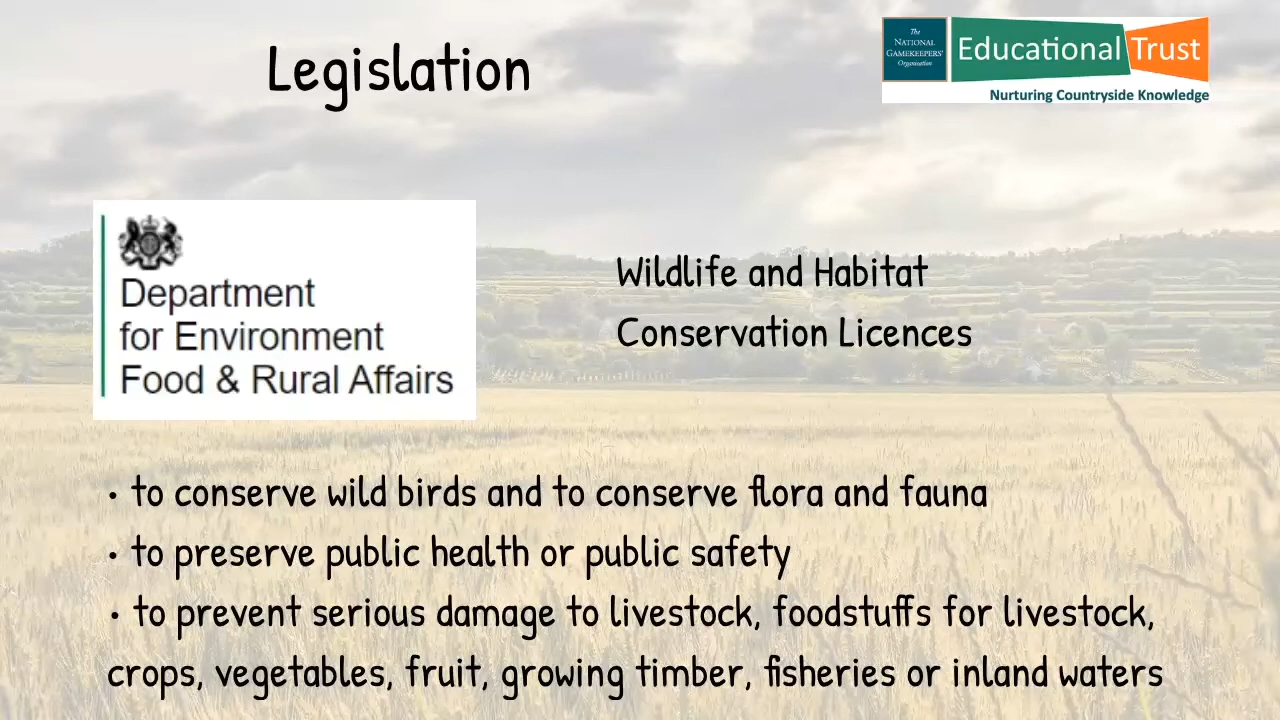 Legislation
The
National
Gamekeepers'
Organisation
Educational Trust
Nurturing Countryside Knowledge
Department
for Environment
Food & Rural Affairs
Wildlife and Habitat
Conservation Licences
• to conserve wild birds and to conserve flora and fauna
• to preserve public health or public safety
• to prevent serious damage to livestock, foodstuffs for livestock,
crops, vegetables, fruit, growing timber, fisheries or inland waters